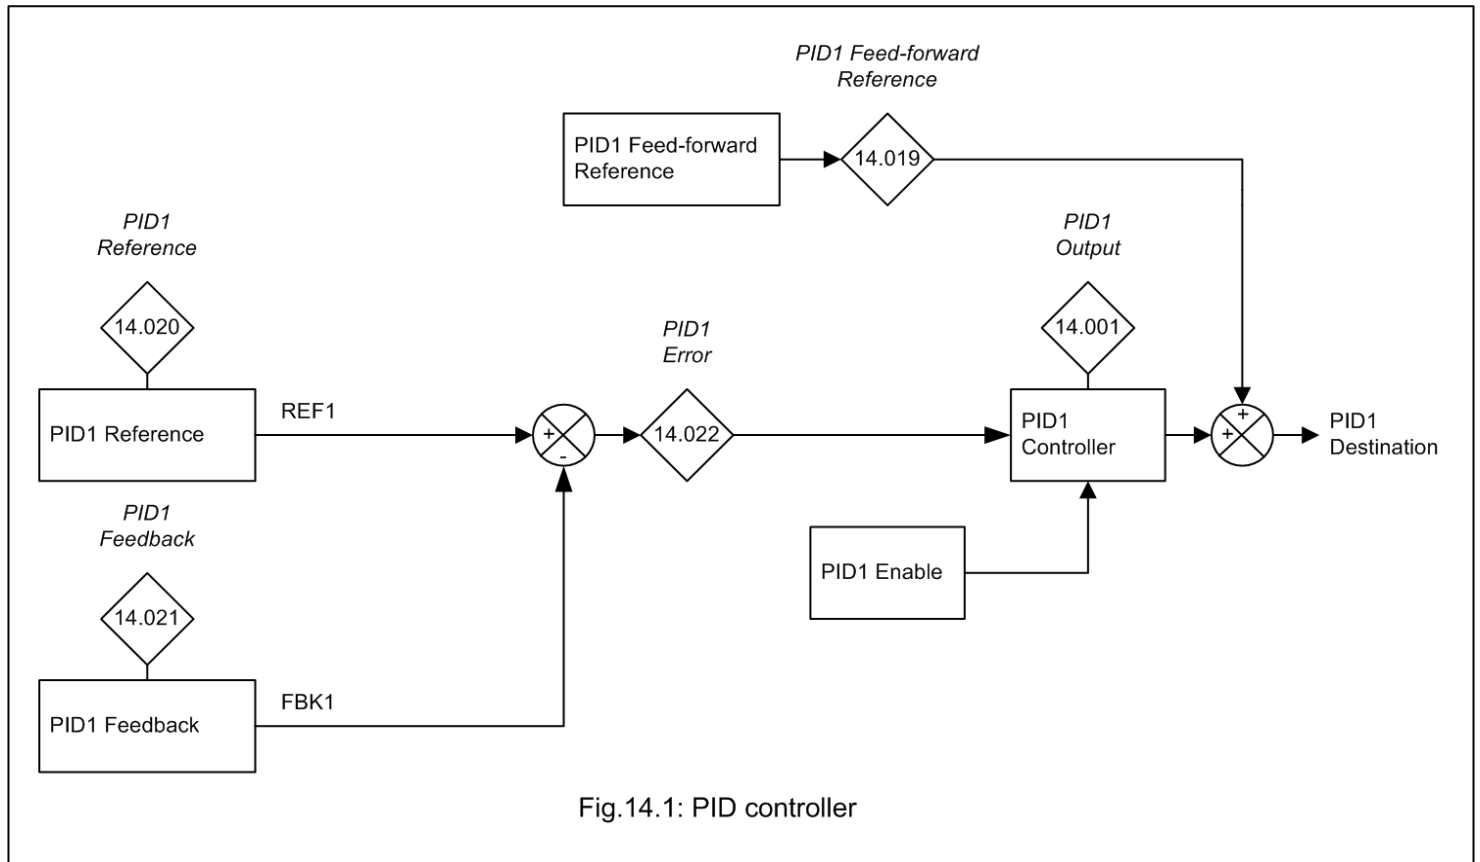 PID1 Feed-forward
Reference
PID1 Feed-forward
Reference
14.019
PID1
Reference
14.020
PID1 Reference
REF1
PID1
Feedback
14.021
PID1 Feedback
FBK1
+
-
PID1
Error
14.022
PID1
Output
14.001
PID1
Controller
PID1 Enable
+
+
PID1
Destination
Fig.14.1: PID controller